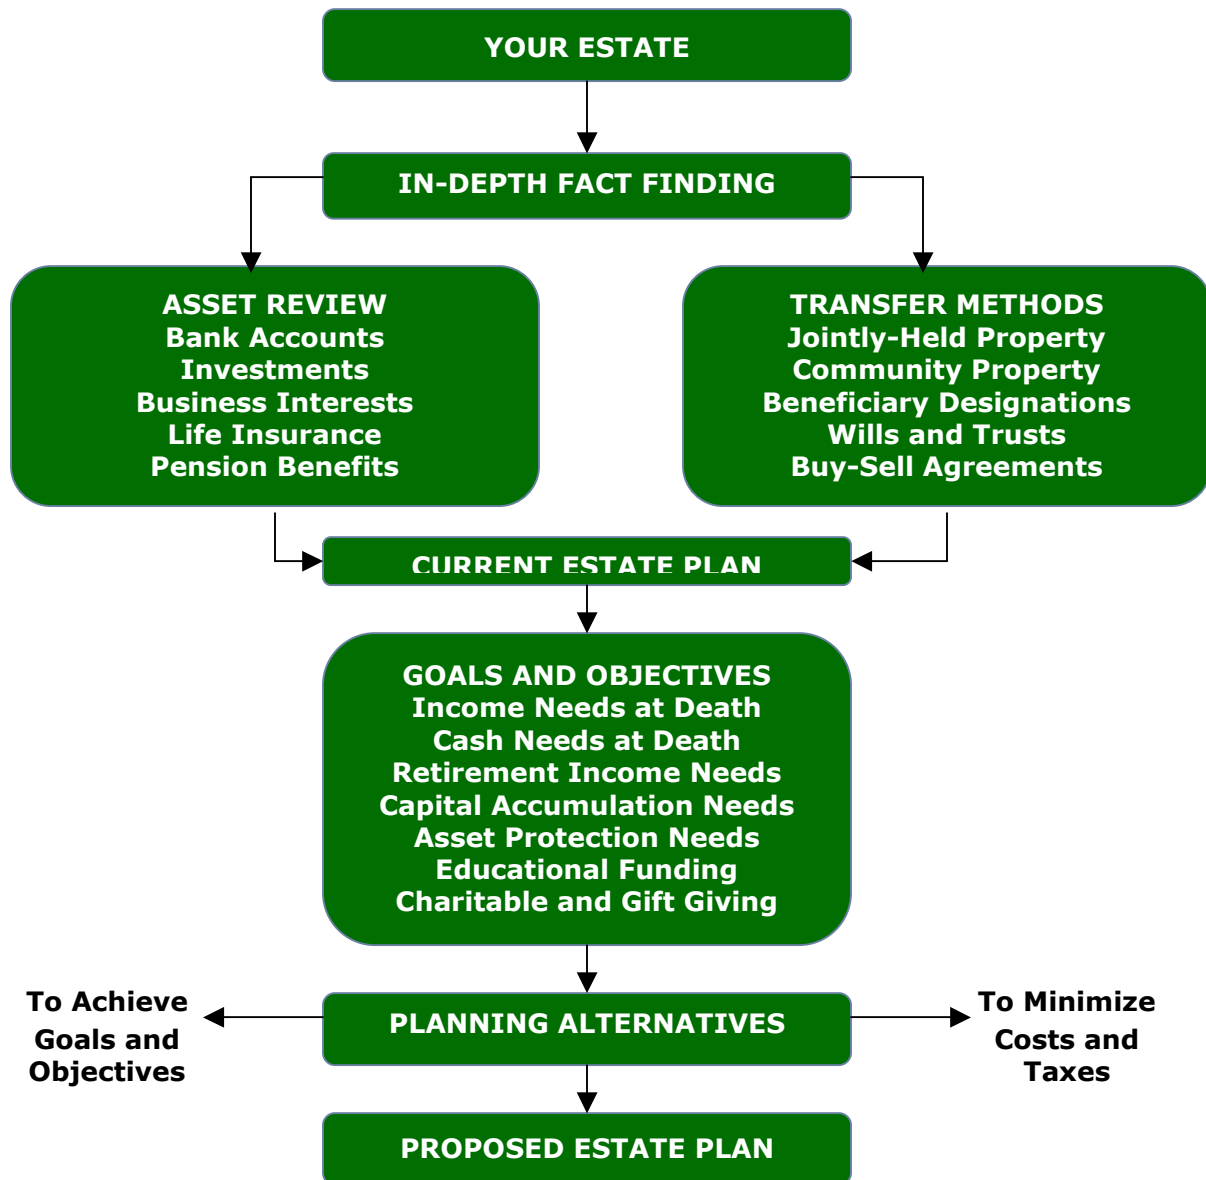 YOUR ESTATE
IN-DEPTH FACT FINDING
ASSET REVIEW
Bank Accounts
Investments
Business Interests
Life Insurance
Pension Benefits
TRANSFER METHODS
Jointly-Held Property
Community Property
Beneficiary Designations
Wills and Trusts
Buy-Sell Agreements
CURRENT ESTATE PLAN
GOALS AND OBJECTIVES
Income Needs at Death
Cash Needs at Death
Retirement Income Needs
Capital Accumulation Needs
Asset Protection Needs
Educational Funding
Charitable and Gift Giving
To Achieve
Goals and
Objectives
PLANNING ALTERNATIVES
To Minimize
Costs and
Taxes
PROPOSED ESTATE PLAN